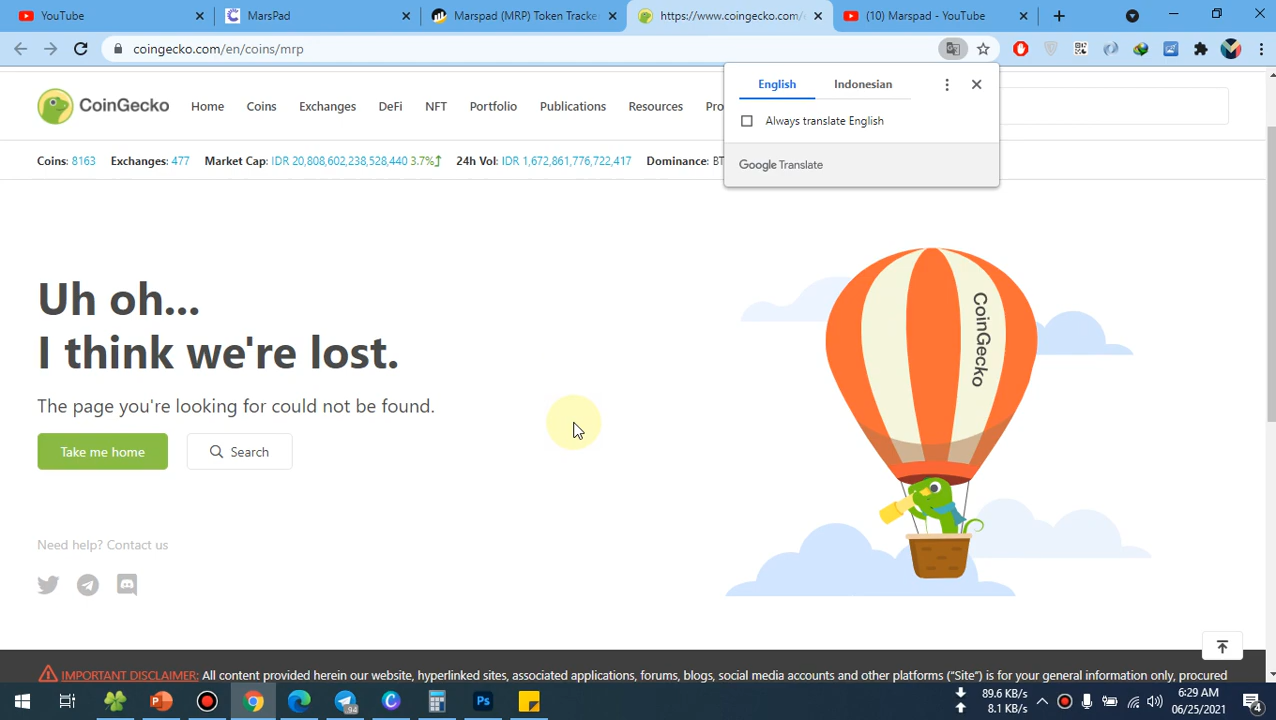 YouTube
MarsPad
Marspad (MRP) Token Tracke
https://www.coingecko.com/
(10) Marspad - YouTube
coingecko.com/en/coins/mrp
English
Indonesian
Always translate English
Google Translate
CoinGecko
Home
Coins
Exchanges
DeFi
NFT
Portfolio
Publications
Resources
Pro
Coins: 8163
Exchanges: 477
Market Cap: IDR 20,808,602,238,528,440 3.7%
24h Vol: IDR 1,672,861,776,722,417
Dominance: BT
Uh oh...
I think we're lost.
The page you're looking for could not be found.
Take me home
Search
CoinGecko
Need help? Contact us
IMPORTANT DISCLAIMER: All content provided herein our website, hyperlinked sites, associated applications, forums, blogs, social media accounts and other platforms (“Site”) is for your general information only, procured
89.6 KB/s
8.1 KB/s
6:29 AM
06/25/2021
94
4